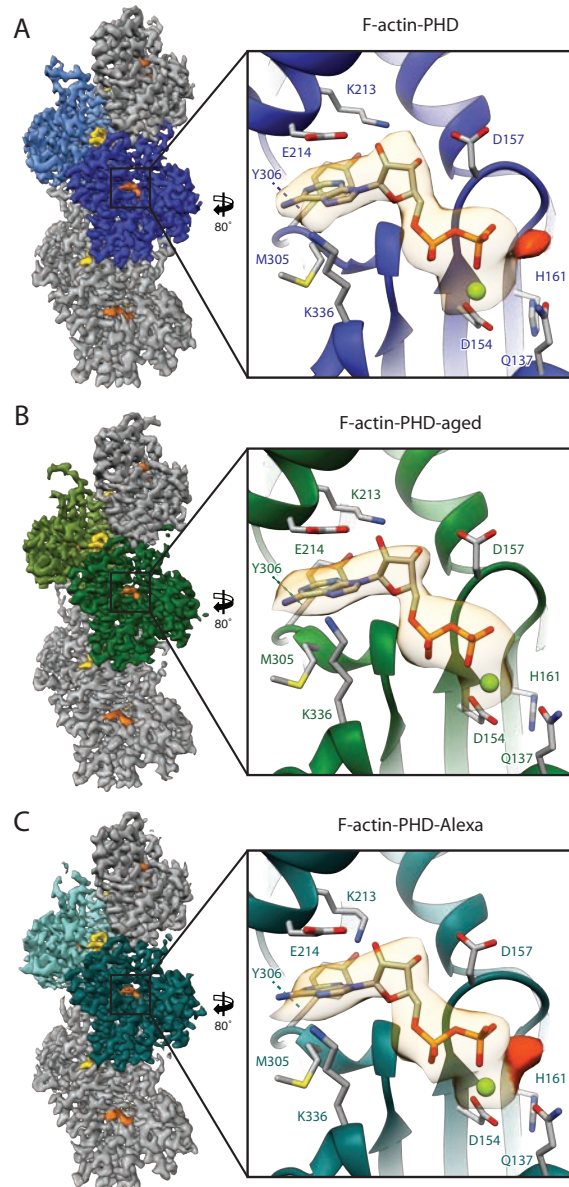 A
F-actin-PHD
K213
D157
E214
Y306
80°
M305
H161
K336
D154
Q137
B
F-actin-PHD-aged
K213
D157
E214
Y306
80°
M305
H161
K336
D154
Q137
C
F-actin-PHD-Alexa
K213
D157
E214
Y306
80°
M305
H161
K336
D154
Q137